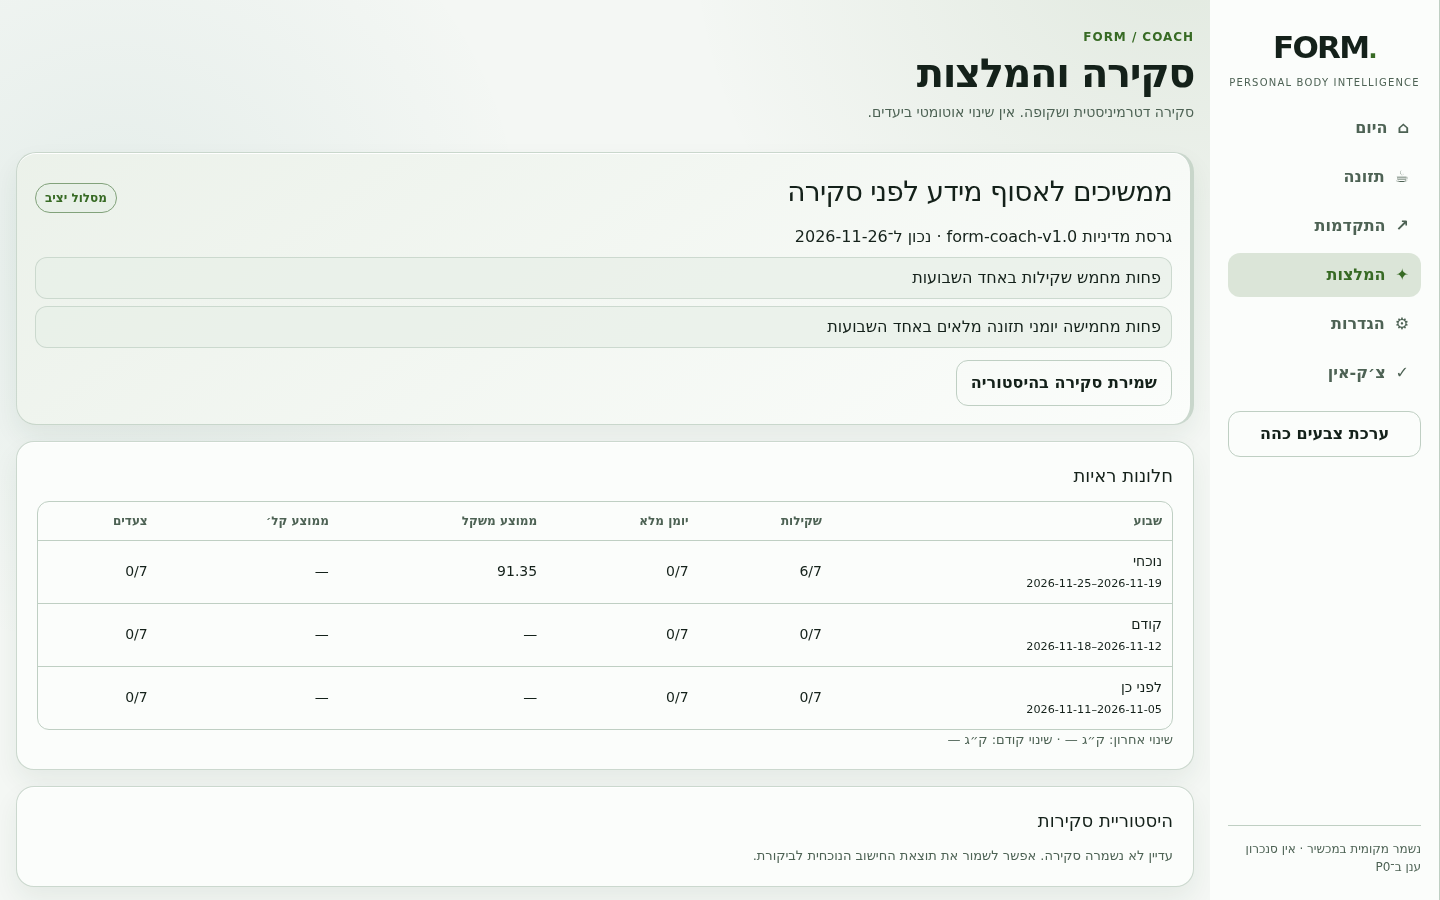 FORM.
PERSONAL BODY INTELLIGENCE
היום
תזונה
התקדמות
המלצות
הגדרות
צ׳ק-אין
ערכת צבעים כהה
נשמר מקומית במכשיר · אין סנכרון
ענן ב־P0
FORM / COACH
סקירה והמלצות
סקירה דטרמיניסטית ושקופה. אין שינוי אוטומטי ביעדים.
ממשיכים לאסוף מידע לפני סקירה
מסלול יציב
גרסת מדיניות form-coach-v1.0 · נכון ל־2026-11-26
פחות מחמש שקילות באחד השבועות
פחות מחמישה יומני תזונה מלאים באחד השבועות
שמירת סקירה בהיסטוריה
חלונות ראיות
שבוע שקילות יומן מלא ממוצע משקל ממוצע קל׳ צעדים
נוכחי 6/7 0/7 91.35 — 0/7
2026-11-25–2026-11-19
קודם 0/7 0/7 — — 0/7
2026-11-18–2026-11-12
לפני כן 0/7 0/7 — — 0/7
2026-11-11–2026-11-05
שינוי אחרון: ק״ג — · שינוי קודם: ק״ג —
היסטוריית סקירות
עדיין לא נשמרה סקירה. אפשר לשמור את תוצאת החישוב הנוכחית לביקורת.